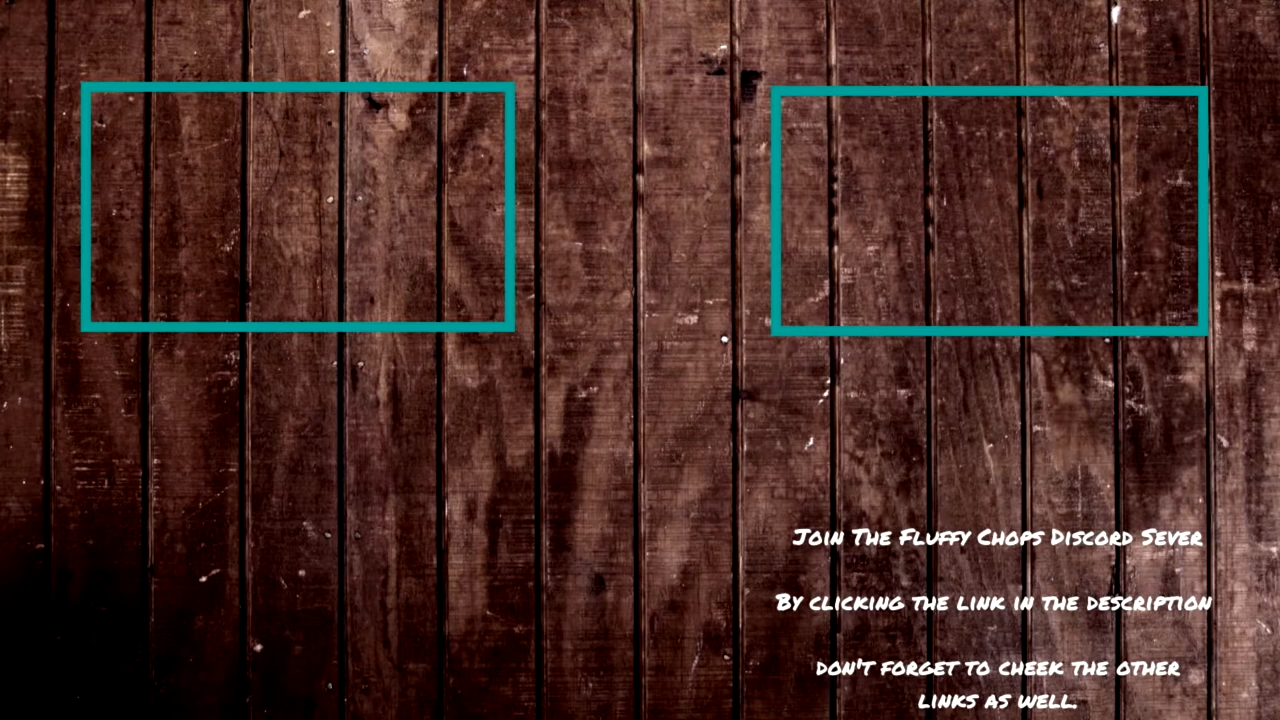 Join The Fluffy Chops Discord Sever
By clicking the link in the description
don't forget to cheek the other
links as well.